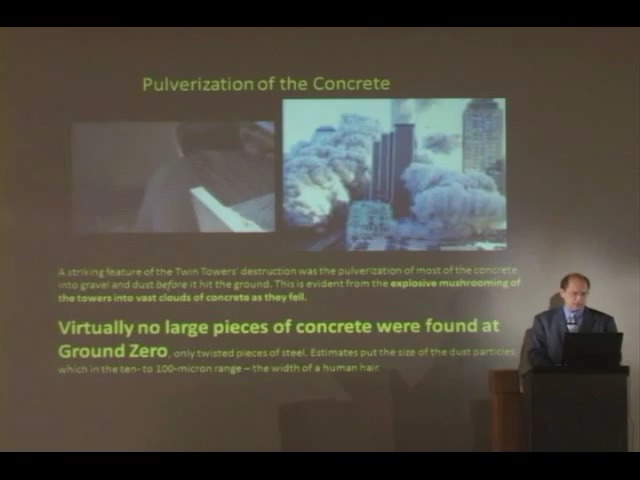 Pulverization of the Concrete
A striking feature of the Twin Towers' destruction was the pulverization of most of the concrete
into gravel and dust before it hit the ground. This is evident from the explosive mushrooming of
the towers into vast clouds of concrete as they fell.
Virtually no large pieces of concrete were found at
Ground Zero, only twisted pieces of steel. Estimates put the size of the dust particles,
which in the ten- to 100-micron range – the width of a human hair.